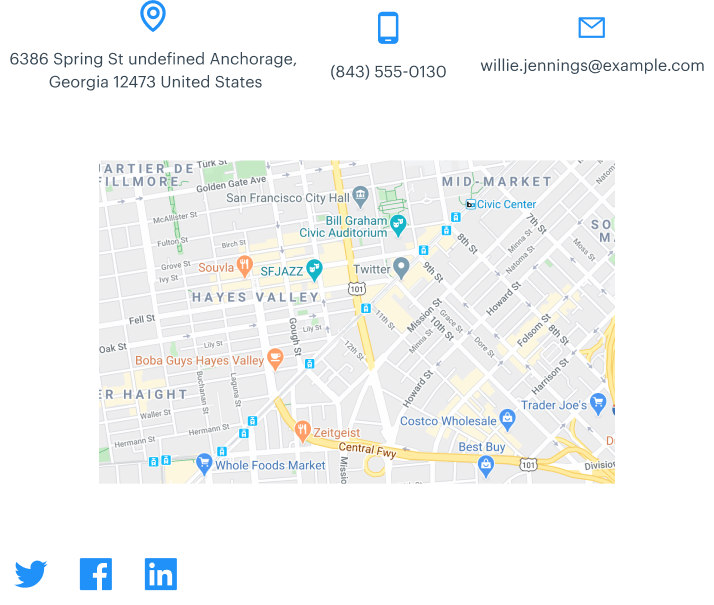 6386 Spring St undefined Anchorage,
Georgia 12473 United States
(843) 555-0130
willie.jennings@example.com
ARTIER DE
FILLMORE
Turk St
Golden Gate Ave
MID-MARKET
Natoma
San Francisco City Hall
Civic Center
McAllister St
Bill Graham
Civic Auditorium
7th St
SO
M
Fulton St
Birch St
8th St
Minna St
Natoma St
Moss St
Grove St
Ivy St
Souvla
SFJAZZ
Twitter
9th St
HAYES VALLEY
101
Howard St
Fell St
Lily St
Gough St
11th St
Mission St
Minna St
10th St
Grace St
Dore St
Folsom St
8th St
Oak St
Lily St
12th St
Boba Guys Hayes Valley
Harrison St
ER HAIGHT
Buchanan St
Laguna St
Howard St
Waller St
Trader Joe's
Costco Wholesale
Hermann St
Hermann St
Zeitgeist
Best Buy
D
Central Fwy
Whole Foods Market
Missio
101
Divisio
f
in